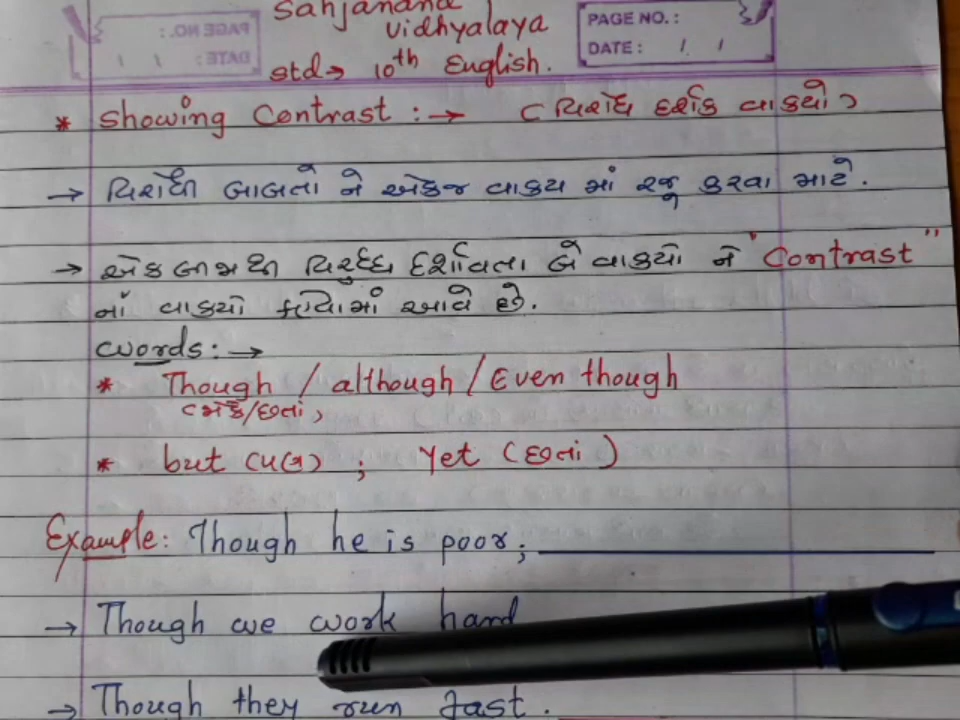 Sahjanand
Vidhyalaya
Std → 10th English.
PAGE NO.:
DATE: / /
* Showing Contrast : → (વિરોધ દર્શક વાક્યો)
→ વિરોધી બાબતો ને એકજ વાક્ય માં રજૂ કરવા માટે.
→ એક બીજાથી વિરુદ્ધ દર્શાવતા બે વાક્યો ને "Contrast"
નાં વાક્યો કહેવામાં આવે છે.
Words: →
* Though / although / Even though
(જોકે/છતાં)
* but (પણ) ; Yet (છતાં)
Example: Though he is poor;
→ Though we work hard
→ Though they run fast.